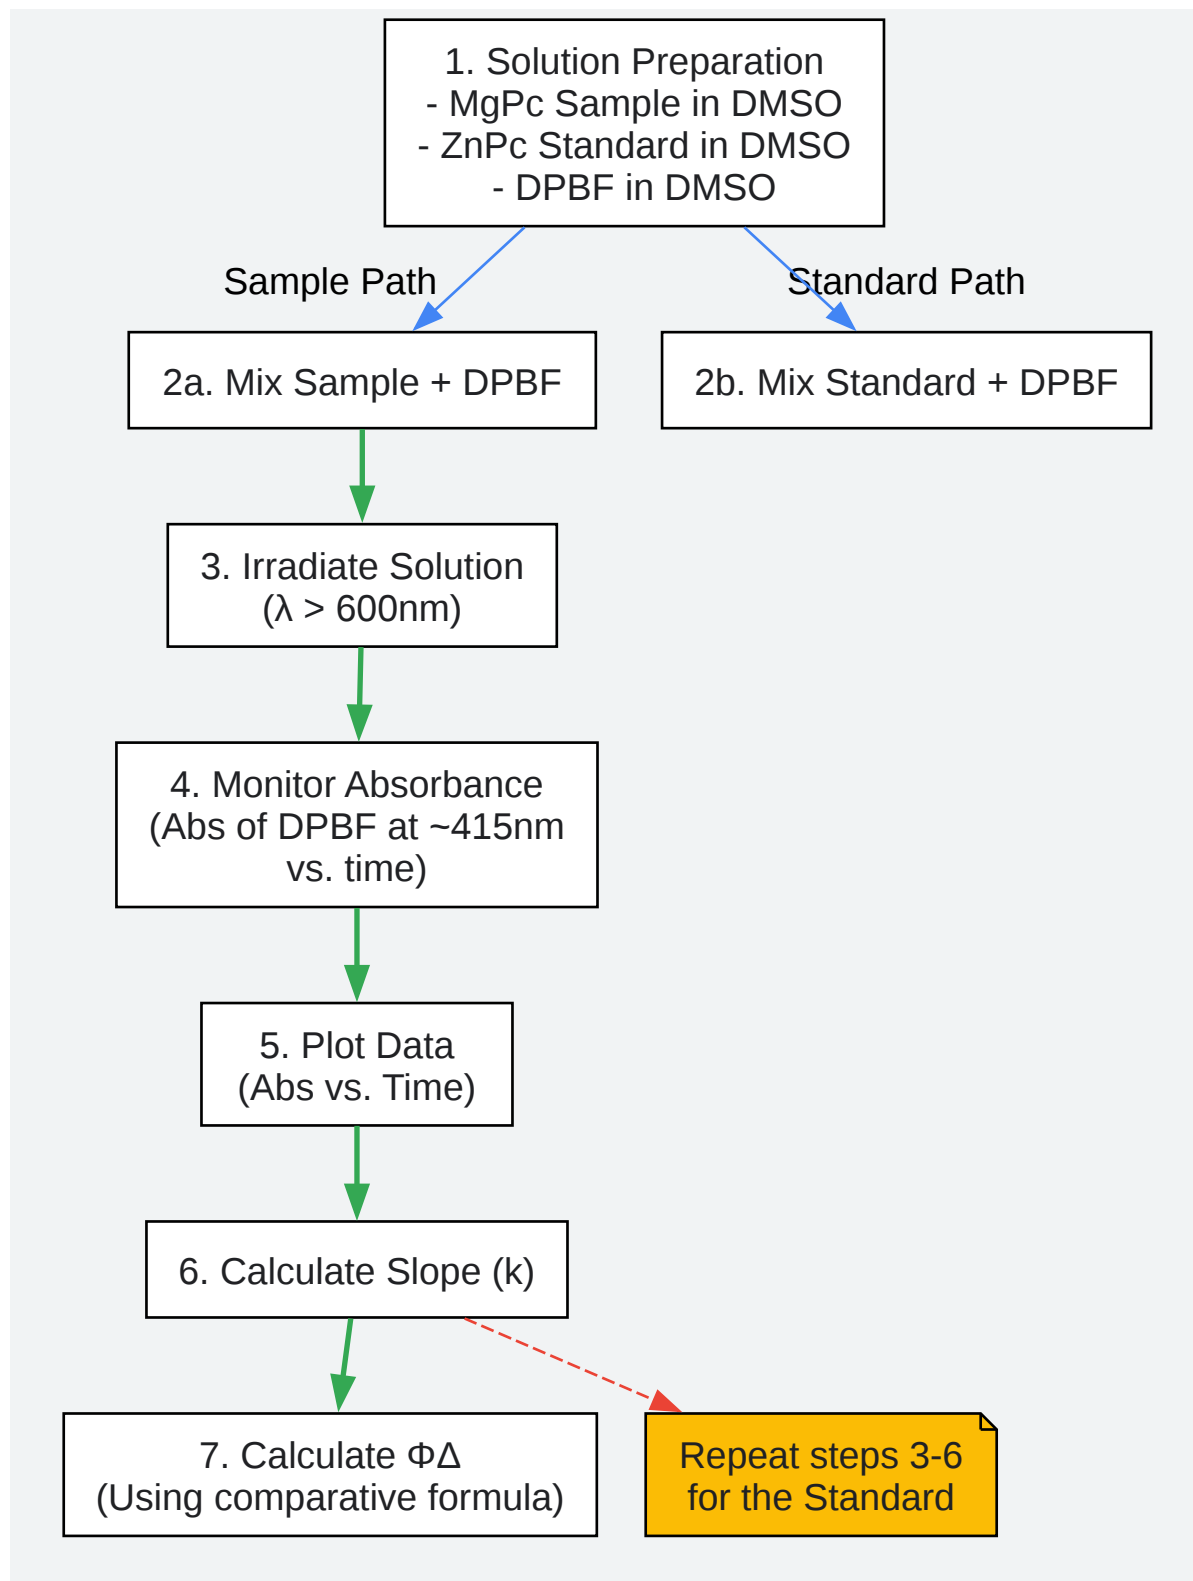 1. Solution Preparation
- MgPc Sample in DMSO
- ZnPc Standard in DMSO
- DPBF in DMSO
Sample Path
Standard Path
2a. Mix Sample + DPBF
2b. Mix Standard + DPBF
3. Irradiate Solution
(λ > 600nm)
4. Monitor Absorbance
(Abs of DPBF at ~415nm
vs. time)
5. Plot Data
(Abs vs. Time)
6. Calculate Slope (k)
7. Calculate ΦΔ
(Using comparative formula)
Repeat steps 3-6
for the Standard